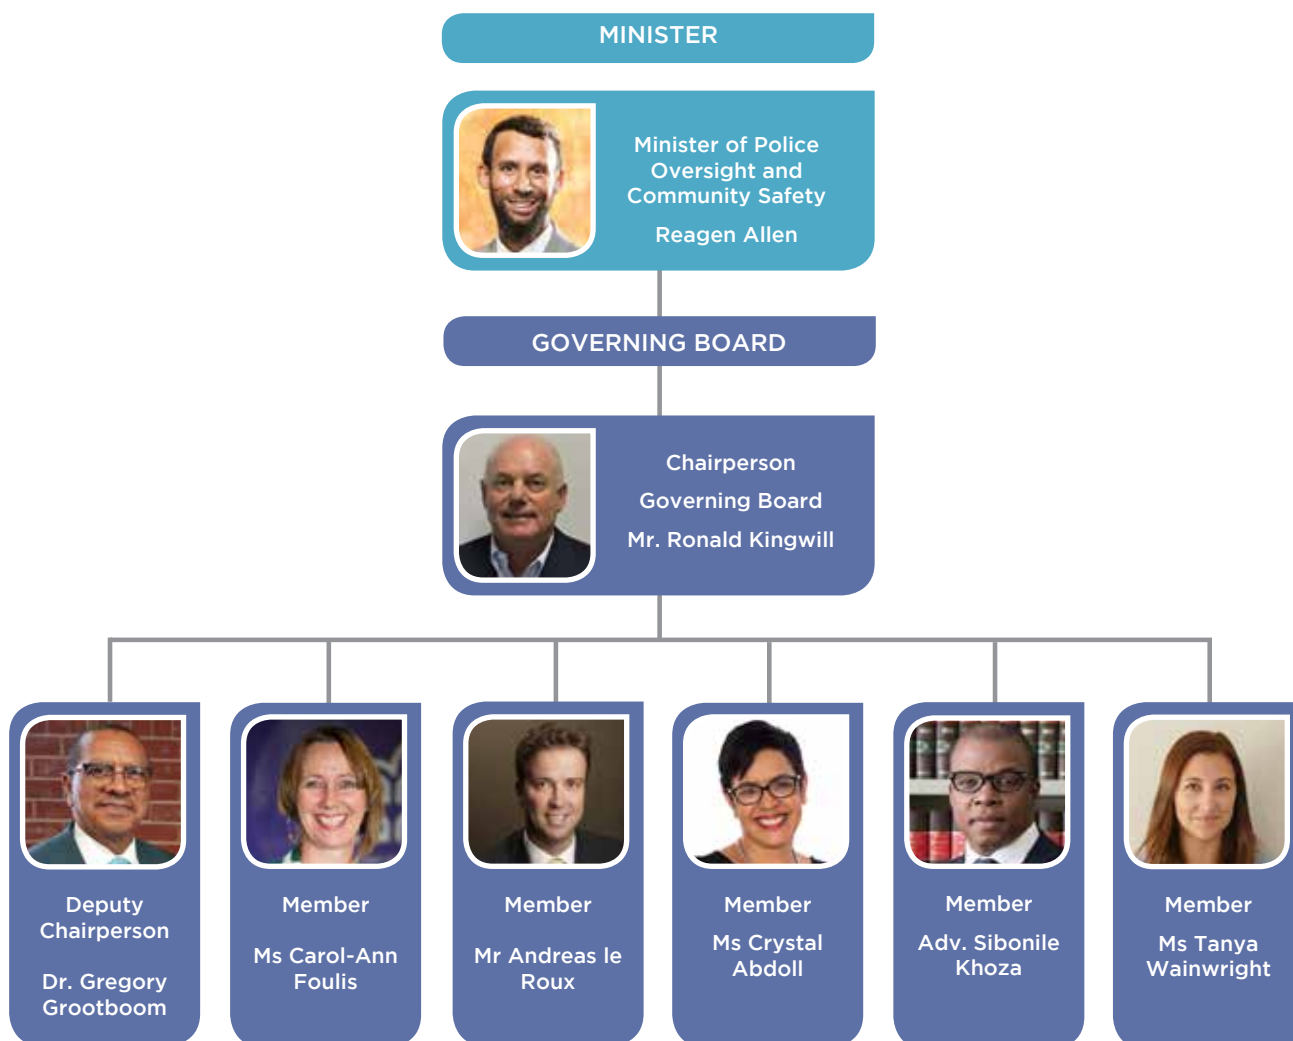 MINISTER
Minister of Police
Oversight and
Community Safety
Reagen Allen
GOVERNING BOARD
Chairperson
Governing Board
Mr. Ronald Kingwill
Deputy
Chairperson
Dr. Gregory
Grootboom
Member
Ms Carol-Ann
Foulis
Member
Mr Andreas le
Roux
Member
Ms Crystal
Abdoll
Member
Adv. Sibonile
Khoza
Member
Ms Tanya
Wainwright